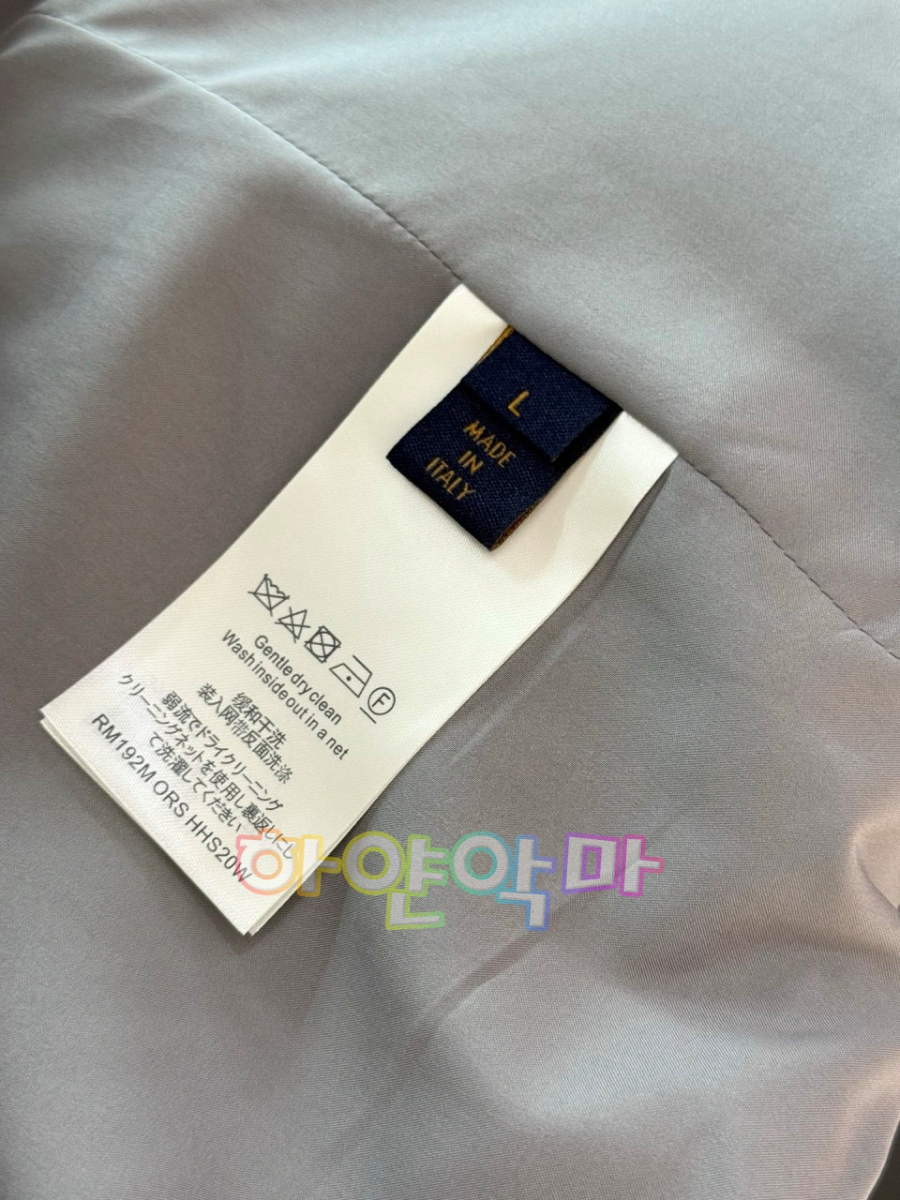 L
MADE
IN
ITALY
F
Gentle dry clean
Wash inside out in a net
缓和干洗
装入网带反面洗涤
弱流でドライクリーニング
クリーニングネットを使用し裏返しにし
て洗濯してください
RM192M ORS HHS20W
하얀악마